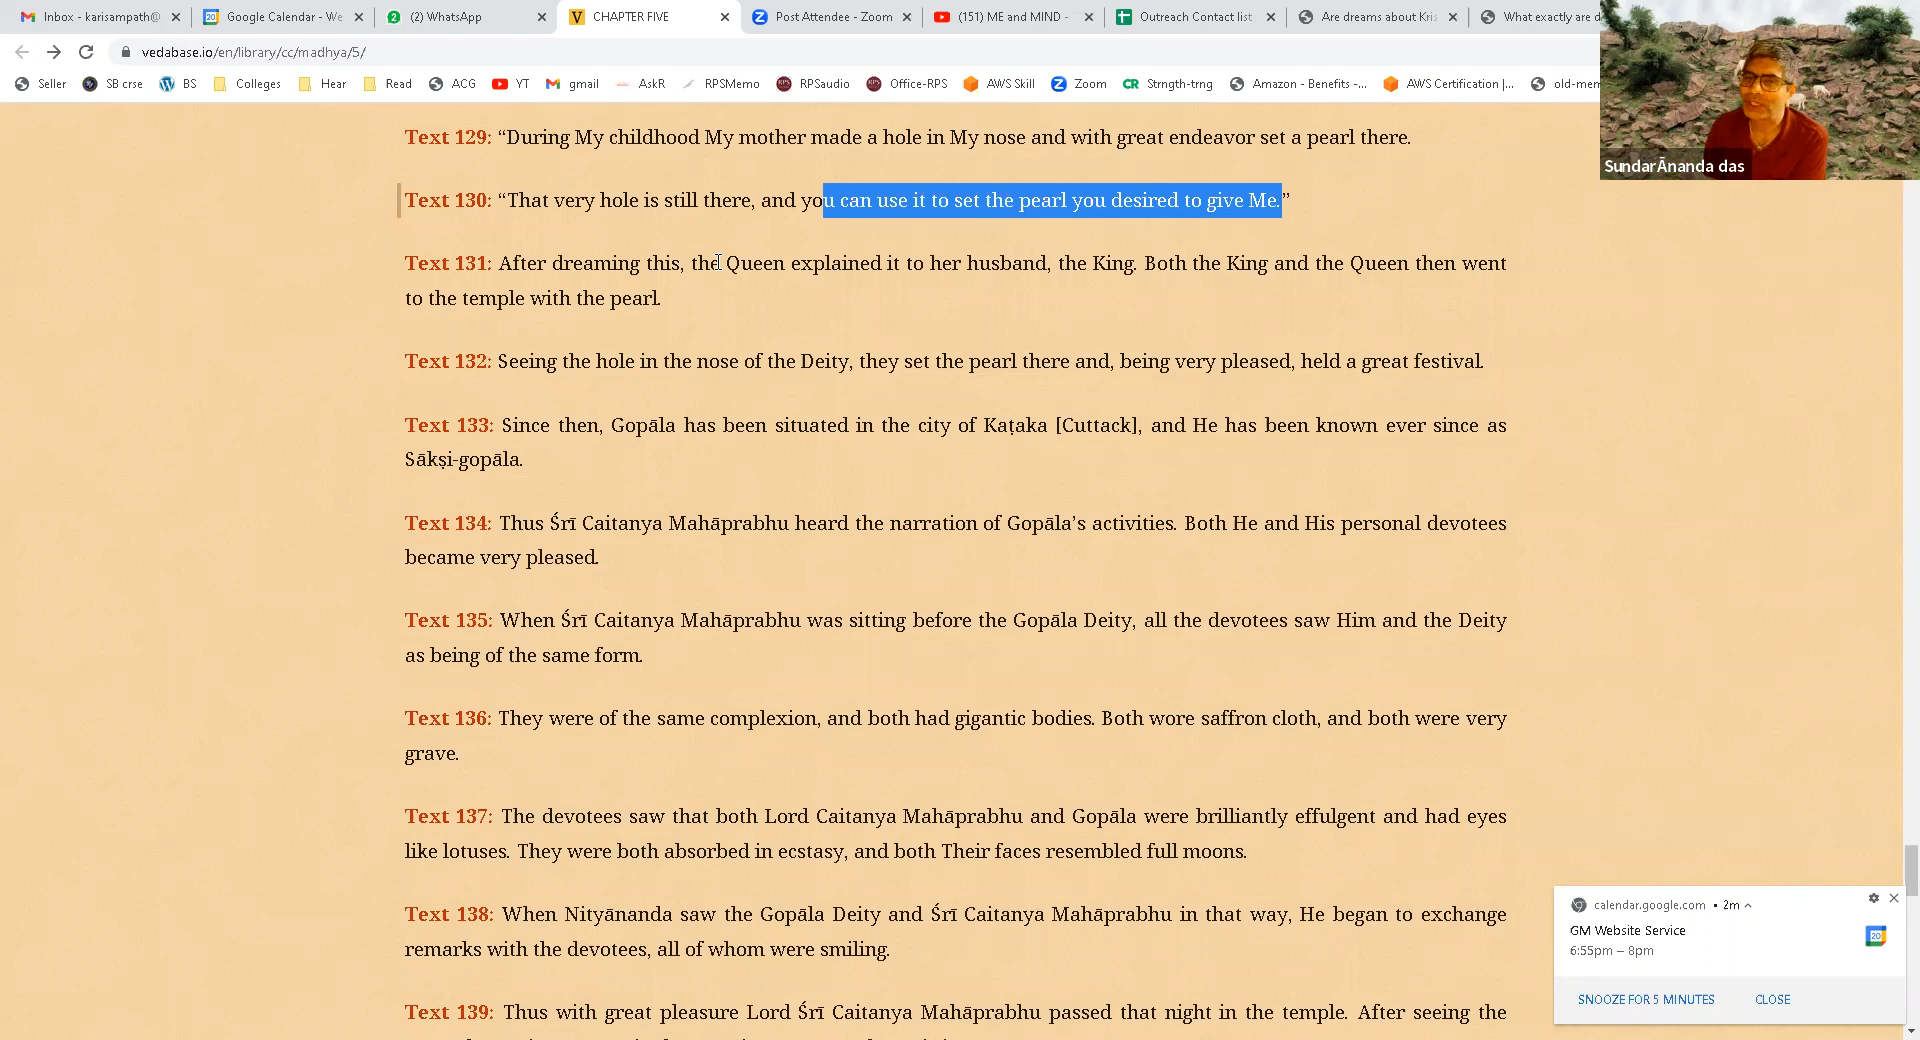 Inbox - karisampath@
Google Calendar - We
(2) WhatsApp
CHAPTER FIVE
Post Attendee - Zoom
(151) ME and MIND -
Outreach Contact list
Are dreams about Kris
What exactly are d
vedabase.io/en/library/cc/madhya/5/
Seller SB crse BS Colleges Hear Read ACG YT gmail AskR RPSMemo RPSaudio Office-RPS AWS Skill Zoom Strngth-trng Amazon - Benefits -... AWS Certification |... old-mem
SundarĀnanda das
Text 129: “During My childhood My mother made a hole in My nose and with great endeavor set a pearl there.
Text 130: “That very hole is still there, and you can use it to set the pearl you desired to give Me.”
Text 131: After dreaming this, the Queen explained it to her husband, the King. Both the King and the Queen then went
to the temple with the pearl.
Text 132: Seeing the hole in the nose of the Deity, they set the pearl there and, being very pleased, held a great festival.
Text 133: Since then, Gopāla has been situated in the city of Kaṭaka [Cuttack], and He has been known ever since as
Sākṣi-gopāla.
Text 134: Thus Śrī Caitanya Mahāprabhu heard the narration of Gopāla’s activities. Both He and His personal devotees
became very pleased.
Text 135: When Śrī Caitanya Mahāprabhu was sitting before the Gopāla Deity, all the devotees saw Him and the Deity
as being of the same form.
Text 136: They were of the same complexion, and both had gigantic bodies. Both wore saffron cloth, and both were very
grave.
Text 137: The devotees saw that both Lord Caitanya Mahāprabhu and Gopāla were brilliantly effulgent and had eyes
like lotuses. They were both absorbed in ecstasy, and both Their faces resembled full moons.
Text 138: When Nityānanda saw the Gopāla Deity and Śrī Caitanya Mahāprabhu in that way, He began to exchange
remarks with the devotees, all of whom were smiling.
Text 139: Thus with great pleasure Lord Śrī Caitanya Mahāprabhu passed that night in the temple. After seeing the
calendar.google.com • 2m
GM Website Service
6:55pm – 8pm
SNOOZE FOR 5 MINUTES CLOSE